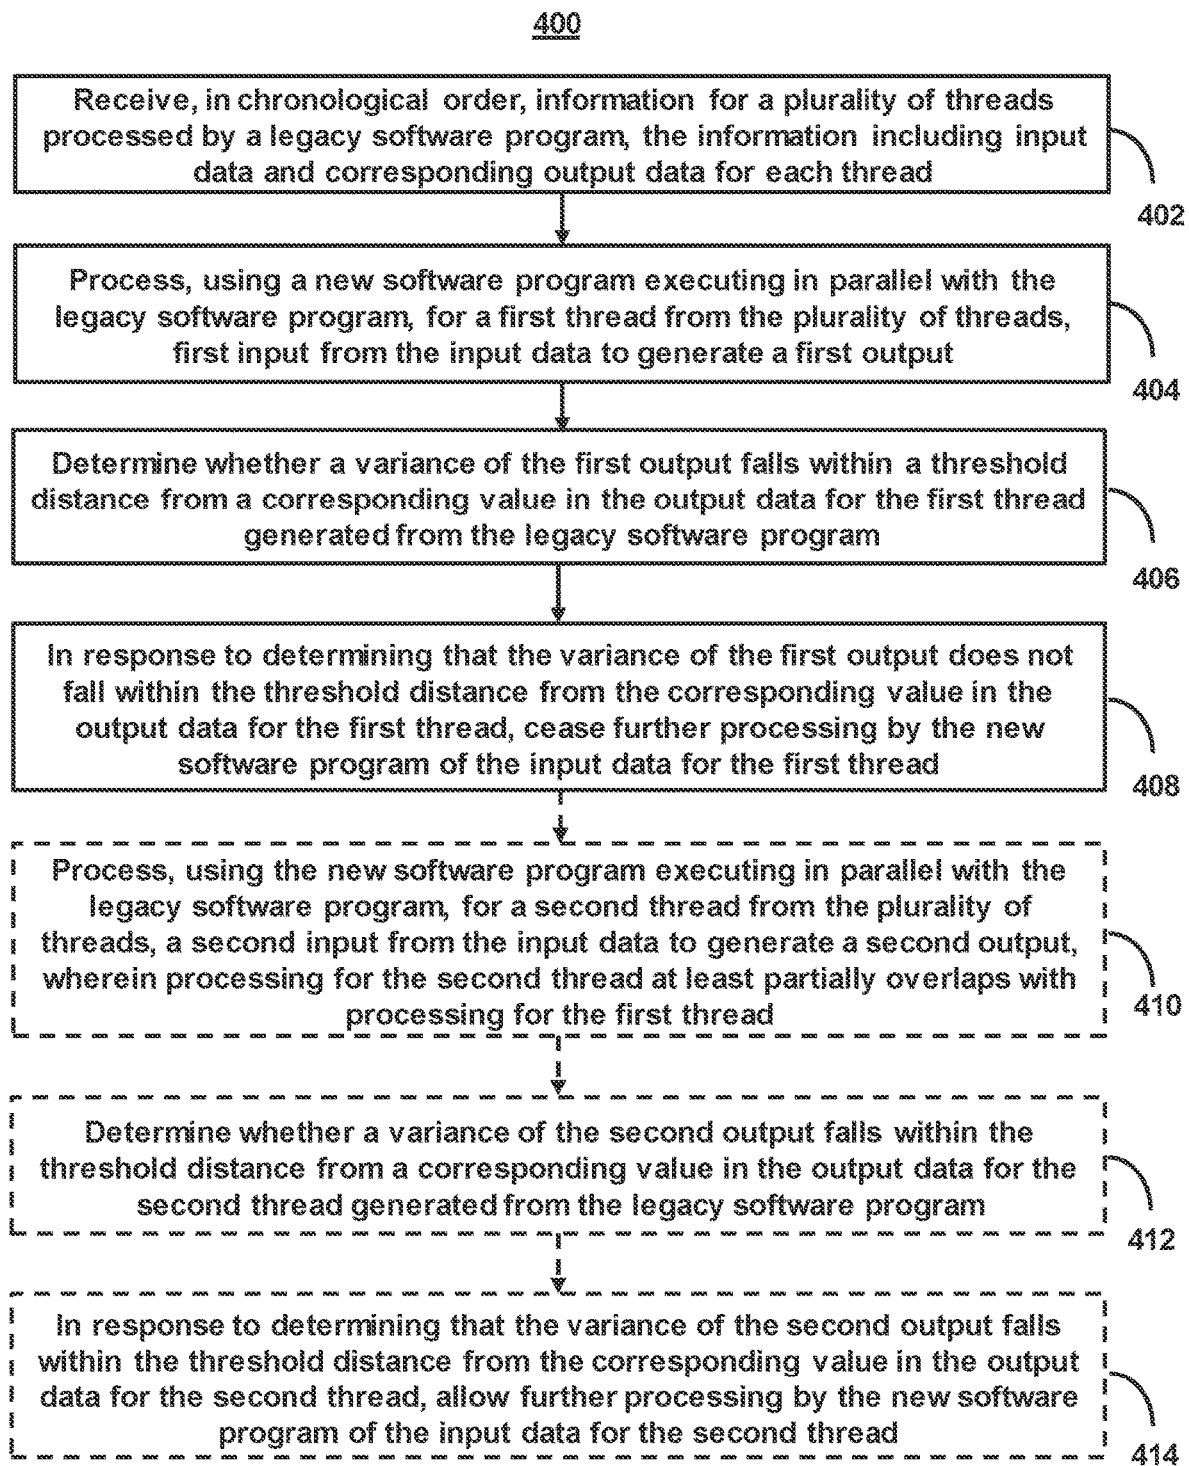 400
Receive, in chronological order, information for a plurality of threads
processed by a legacy software program, the information including input
data and corresponding output data for each thread
402
Process, using a new software program executing in parallel with the
legacy software program, for a first thread from the plurality of threads,
first input from the input data to generate a first output
404
Determine whether a variance of the first output falls within a threshold
distance from a corresponding value in the output data for the first thread
generated from the legacy software program
406
In response to determining that the variance of the first output does not
fall within the threshold distance from the corresponding value in the
output data for the first thread, cease further processing by the new
software program of the input data for the first thread
408
Process, using the new software program executing in parallel with the
legacy software program, for a second thread from the plurality of
threads, a second input from the input data to generate a second output,
wherein processing for the second thread at least partially overlaps with
processing for the first thread
410
Determine whether a variance of the second output falls within the
threshold distance from a corresponding value in the output data for the
second thread generated from the legacy software program
412
In response to determining that the variance of the second output falls
within the threshold distance from the corresponding value in the output
data for the second thread, allow further processing by the new software
program of the input data for the second thread
414